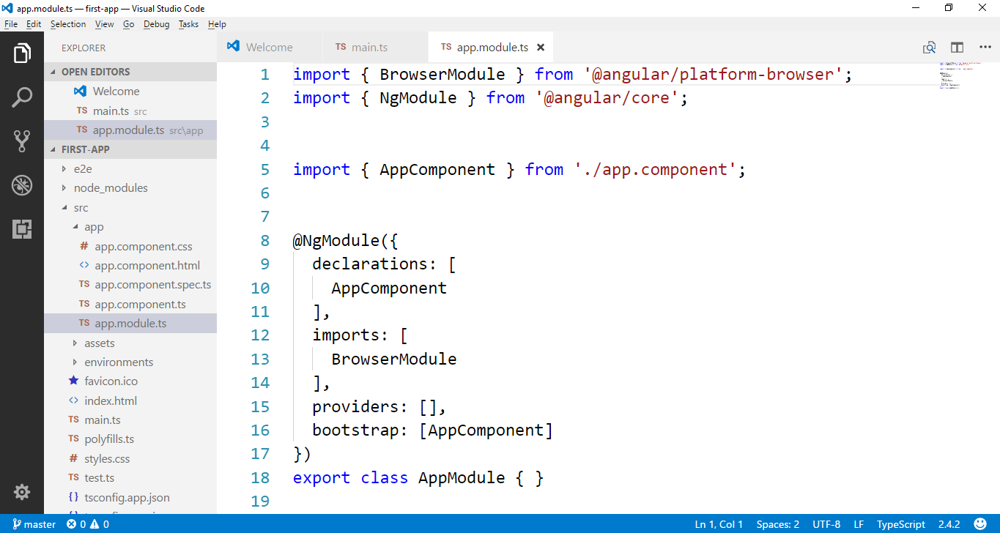 app.module.ts — first-app — Visual Studio Code
File Edit Selection View Go Debug Tasks Help
EXPLORER
OPEN EDITORS
Welcome
TS main.ts src
TS app.module.ts src\app
FIRST-APP
e2e
node_modules
src
app
# app.component.css
<> app.component.html
TS app.component.spec.ts
TS app.component.ts
TS app.module.ts
assets
environments
favicon.ico
<> index.html
TS main.ts
TS polyfills.ts
# styles.css
TS test.ts
{} tsconfig.app.json
Welcome TS main.ts TS app.module.ts
1 import { BrowserModule } from '@angular/platform-browser';
2 import { NgModule } from '@angular/core';
3
4
5 import { AppComponent } from './app.component';
6
7
8 @NgModule({
9 declarations: [
10 AppComponent
11 ],
12 imports: [
13 BrowserModule
14 ],
15 providers: [],
16 bootstrap: [AppComponent]
17 })
18 export class AppModule { }
19
master 0 0 Ln 1, Col 1 Spaces: 2 UTF-8 LF TypeScript 2.4.2